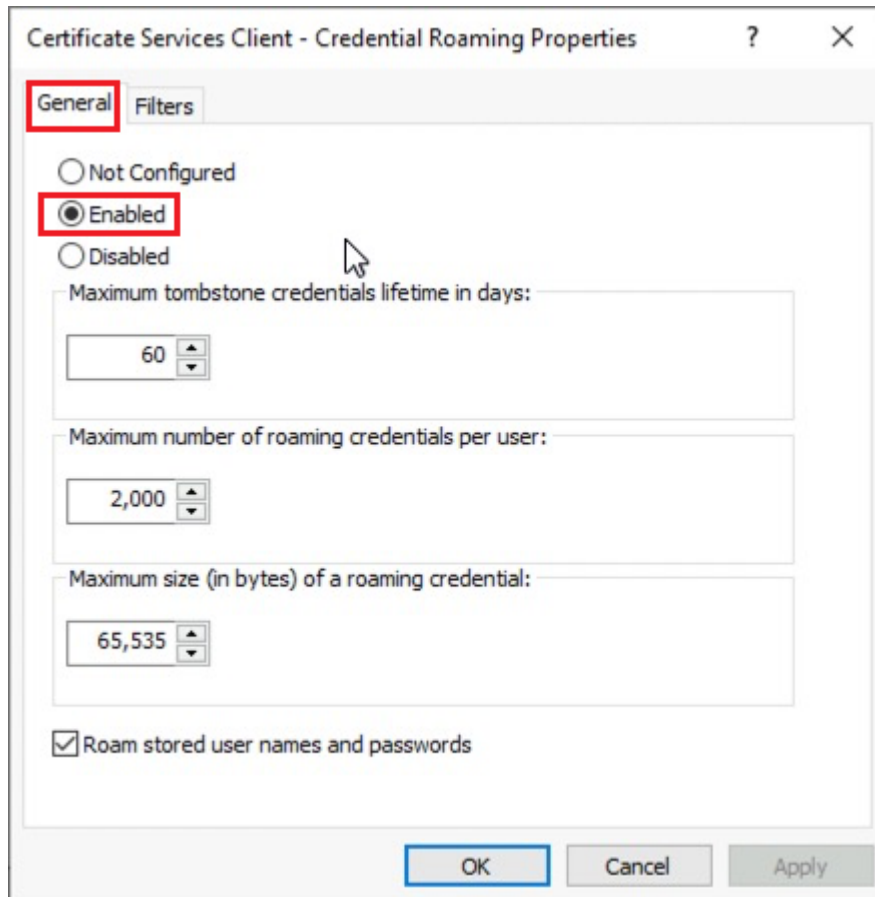 Certificate Services Client - Credential Roaming Properties ? ×
General Filters
Not Configured
Enabled
Disabled
Maximum tombstone credentials lifetime in days:
60
Maximum number of roaming credentials per user:
2,000
Maximum size (in bytes) of a roaming credential:
65,535
Roam stored user names and passwords
OK Cancel Apply